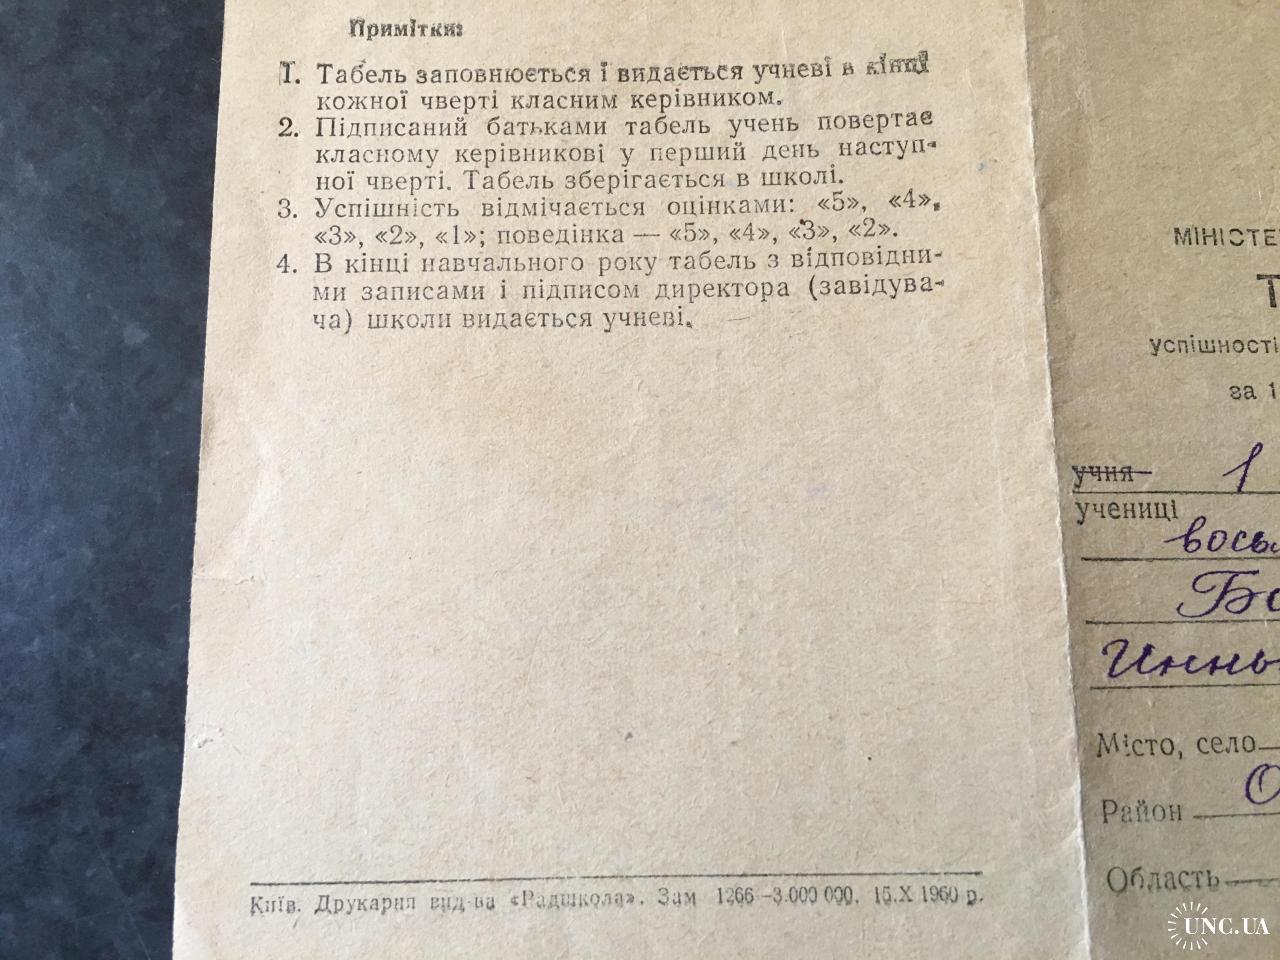 Примітки:
1. Табель заповнюється і видається учневі в кінці
кожної чверті класним керівником.
2. Підписаний батьками табель учень повертає
класному керівникові у перший день наступ-
ної чверті. Табель зберігається в школі.
3. Успішність відмічається оцінками: «5», «4»,
«3», «2», «1»; поведінка — «5», «4», «3», «2».
4. В кінці навчального року табель з відповідни-
ми записами і підписом директора (завідува-
ча) школи видається учневі.
Київ. Друкарня вид-ва «Радшкола». Зам 1266—3.000 000. 15.X 1960 р.
МІНІСТЕ
Т
успішності
за 1
учня 1
учениці
вось
Бо
Инны
Місто, село
О
Район
Область
UNC.UA